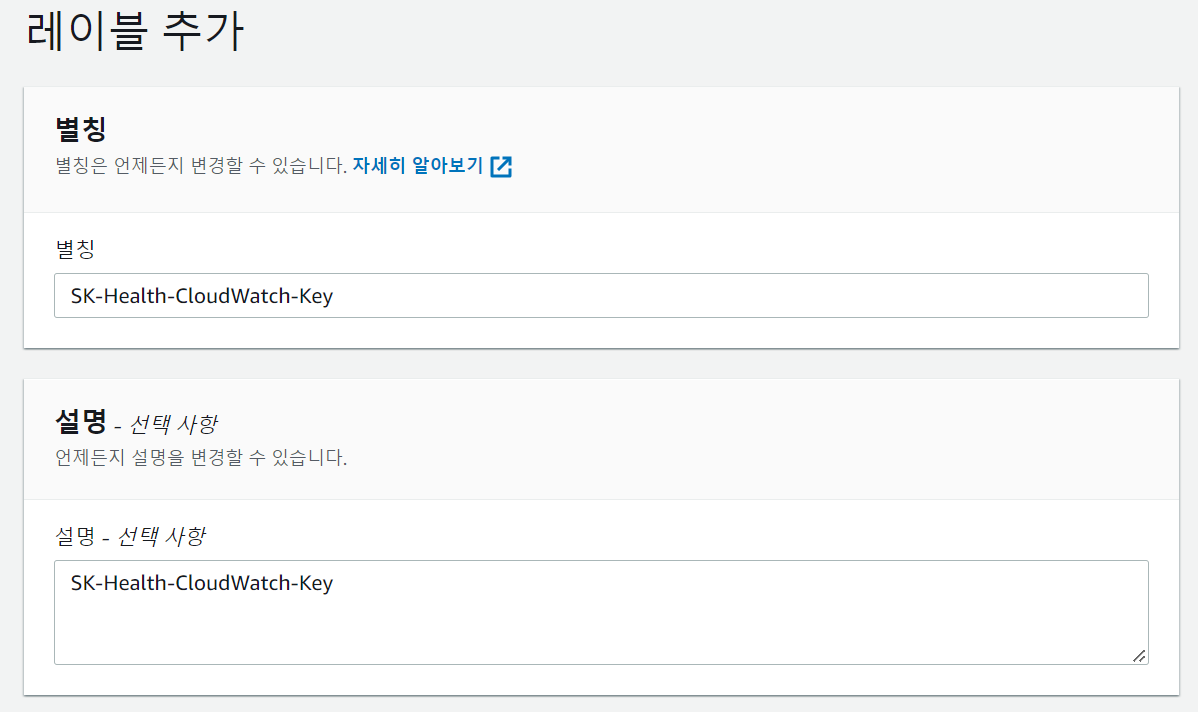 레이블 추가
별칭
별칭은 언제든지 변경할 수 있습니다. 자세히 알아보기
별칭
SK-Health-CloudWatch-Key
설명 - 선택 사항
언제든지 설명을 변경할 수 있습니다.
설명 - 선택 사항
SK-Health-CloudWatch-Key